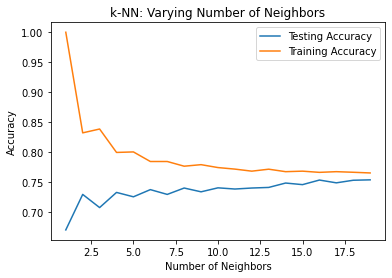 k-NN: Varying Number of Neighbors
Testing Accuracy
Training Accuracy
1.00
0.95
0.90
0.85
0.80
0.75
0.70
Accuracy
2.5 5.0 7.5 10.0 12.5 15.0 17.5
Number of Neighbors